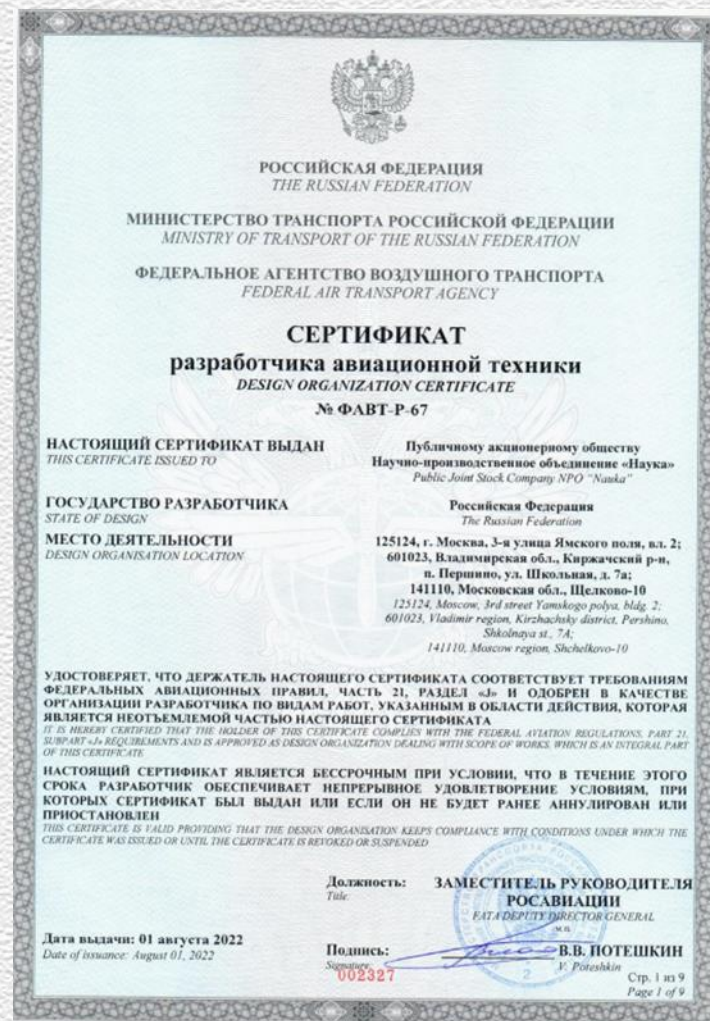 РОССИЙСКАЯ ФЕДЕРАЦИЯ
THE RUSSIAN FEDERATION
МИНИСТЕРСТВО ТРАНСПОРТА РОССИЙСКОЙ ФЕДЕРАЦИИ
MINISTRY OF TRANSPORT OF THE RUSSIAN FEDERATION
ФЕДЕРАЛЬНОЕ АГЕНТСТВО ВОЗДУШНОГО ТРАНСПОРТА
FEDERAL AIR TRANSPORT AGENCY
СЕРТИФИКАТ
разработчика авиационной техники
DESIGN ORGANIZATION CERTIFICATE
№ ФАВТ-Р-67
НАСТОЯЩИЙ СЕРТИФИКАТ ВЫДАН
THIS CERTIFICATE ISSUED TO
Публичному акционерному обществу
Научно-производственное объединение «Наука»
Public Joint Stock Company NPO "Nauka"
ГОСУДАРСТВО РАЗРАБОТЧИКА
STATE OF DESIGN
Российская Федерация
The Russian Federation
МЕСТО ДЕЯТЕЛЬНОСТИ
DESIGN ORGANISATION LOCATION
125124, г. Москва, 3-я улица Ямского поля, вл. 2;
601023, Владимирская обл., Киржачский р-н,
п. Першино, ул. Школьная, д. 7а;
141110, Московская обл., Щелково-10
125124, Moscow, 3rd street Yamskogo polya, bldg. 2;
601023, Vladimir region, Kirzhachsky district, Pershino,
Shkolnaya st., 7A;
141110, Moscow region, Shchelkovo-10
УДОСТОВЕРЯЕТ, ЧТО ДЕРЖАТЕЛЬ НАСТОЯЩЕГО СЕРТИФИКАТА СООТВЕТСТВУЕТ ТРЕБОВАНИЯМ
ФЕДЕРАЛЬНЫХ АВИАЦИОННЫХ ПРАВИЛ, ЧАСТЬ 21, РАЗДЕЛ «J» И ОДОБРЕН В КАЧЕСТВЕ
ОРГАНИЗАЦИИ РАЗРАБОТЧИКА ПО ВИДАМ РАБОТ, УКАЗАННЫМ В ОБЛАСТИ ДЕЙСТВИЯ, КОТОРАЯ
ЯВЛЯЕТСЯ НЕОТЪЕМЛЕМОЙ ЧАСТЬЮ НАСТОЯЩЕГО СЕРТИФИКАТА
IT IS HEREBY CERTIFIED THAT THE HOLDER OF THIS CERTIFICATE COMPLIES WITH THE FEDERAL AVIATION REGULATIONS, PART 21,
SUBPART «J» REQUIREMENTS AND IS APPROVED AS DESIGN ORGANIZATION DEALING WITH SCOPE OF WORKS, WHICH IS AN INTEGRAL PART
OF THIS CERTIFICATE
НАСТОЯЩИЙ СЕРТИФИКАТ ЯВЛЯЕТСЯ БЕССРОЧНЫМ ПРИ УСЛОВИИ, ЧТО В ТЕЧЕНИЕ ЭТОГО
СРОКА РАЗРАБОТЧИК ОБЕСПЕЧИВАЕТ НЕПРЕРЫВНОЕ УДОВЛЕТВОРЕНИЕ УСЛОВИЯМ, ПРИ
КОТОРЫХ СЕРТИФИКАТ БЫЛ ВЫДАН ИЛИ ЕСЛИ ОН НЕ БУДЕТ РАНЕЕ АННУЛИРОВАН ИЛИ
ПРИОСТАНОВЛЕН
THIS CERTIFICATE IS VALID PROVIDING THAT THE DESIGN ORGANISATION KEEPS COMPLIANCE WITH CONDITIONS UNDER WHICH THE
CERTIFICATE WAS ISSUED OR UNTIL THE CERTIFICATE IS REVOKED OR SUSPENDED
Должность:
Title:
ЗАМЕСТИТЕЛЬ РУКОВОДИТЕЛЯ
РОСАВИАЦИИ
FATA DEPUTY DIRECTOR GENERAL
М.П.
Дата выдачи: 01 августа 2022
Date of issuance: August 01, 2022
Подпись:
Signature:
В.В. ПОТЕШКИН
V. Poteshkin
002327
Стр. 1 из 9
Page 1 of 9